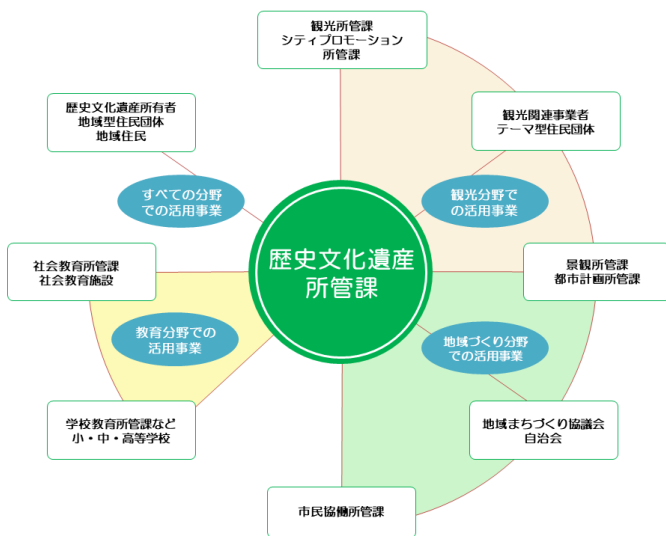 観光所管課
シティプロモーション
所管課
歴史文化遺産所有者
地域型住民団体
地域住民
観光関連事業者
テーマ型住民団体
すべての分野
での活用事業
観光分野で
の活用事業
歴史文化遺産
所管課
社会教育所管課
社会教育施設
景観所管課
都市計画所管課
教育分野での
活用事業
地域づくり分野
での活用事業
学校教育所管課など
小・中・高等学校
地域まちづくり協議会
自治会
市民協働所管課